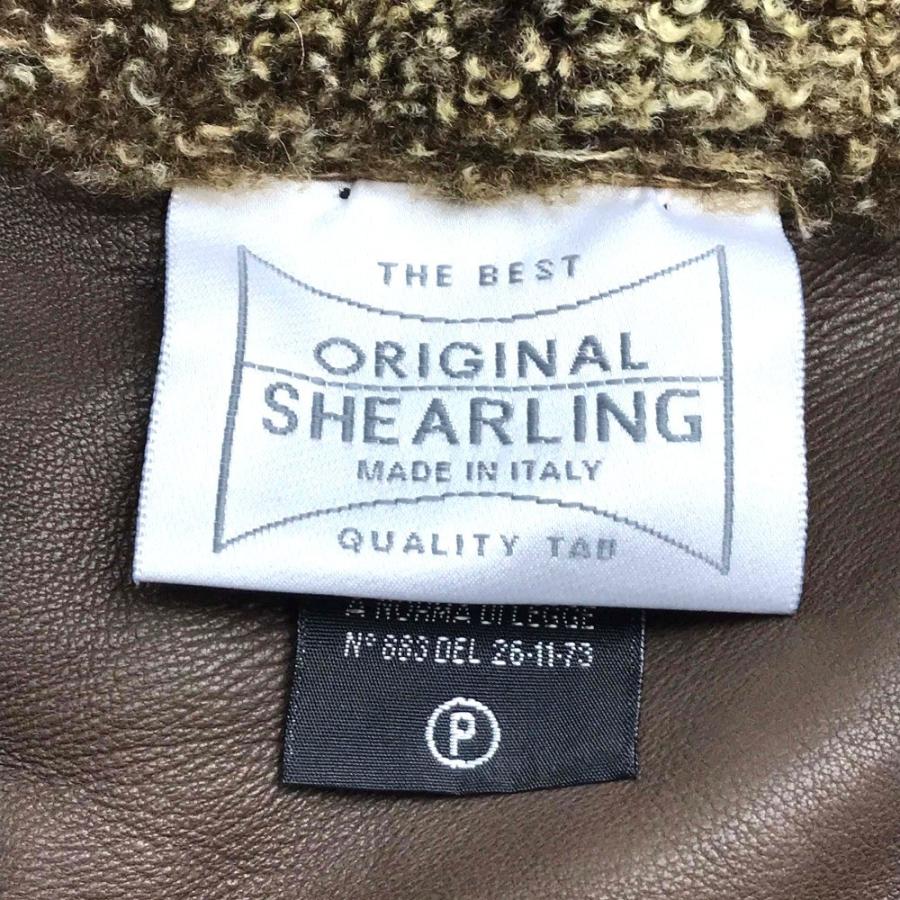 THE BEST
ORIGINAL
SHEARLING
MADE IN ITALY
QUALITY TAB
A NORMA DI LEGGE
N° 883 DEL 26-11-73
P